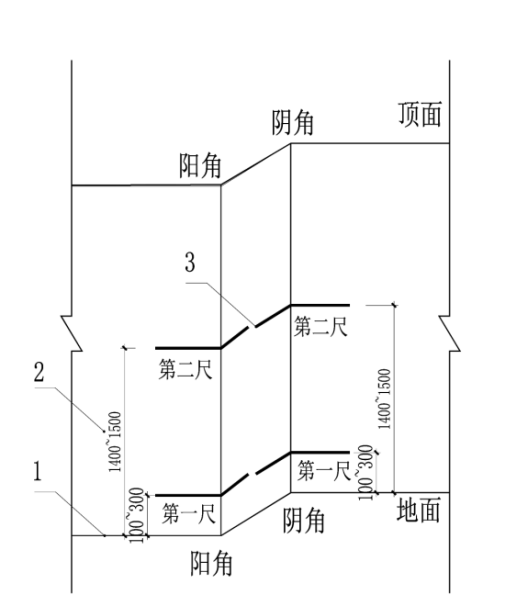 顶面
阴角
阳角
3
第二尺
第二尺
2
1400~1500
1400~1500
1
第一尺
100~300
第一尺
100~300
地面
阴角
阳角